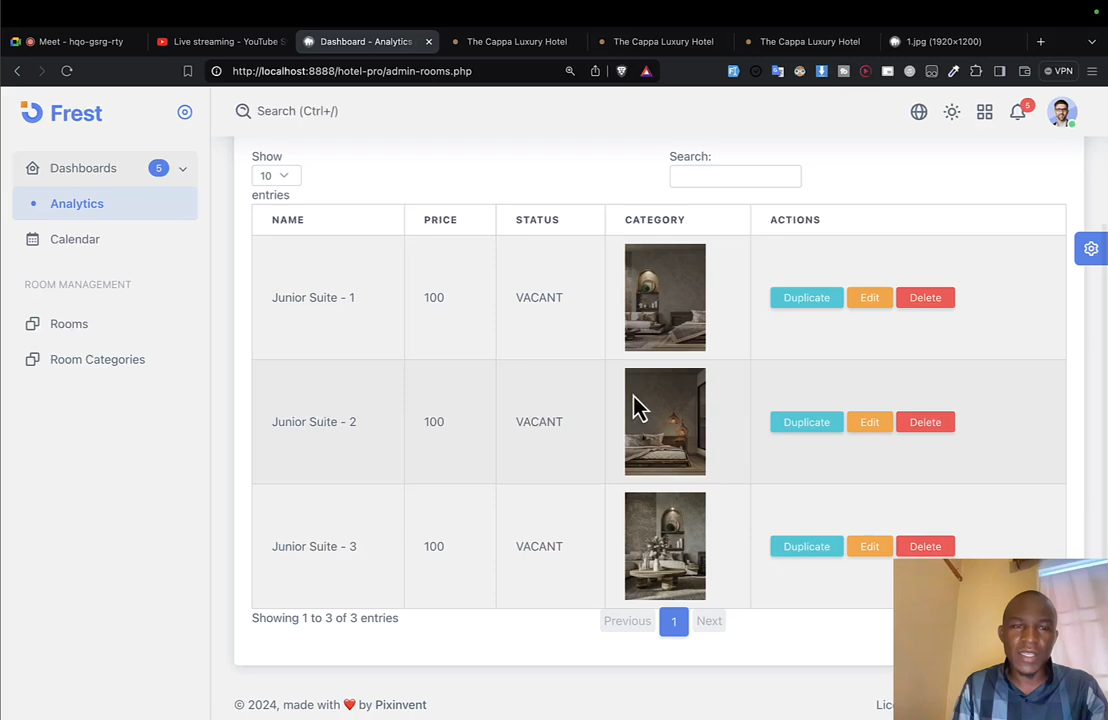 Meet - hqo-gsrg-rty
Live streaming - YouTube S
Dashboard - Analytics
The Cappa Luxury Hotel
The Cappa Luxury Hotel
The Cappa Luxury Hotel
1.jpg (1920×1200)
http://localhost:8888/hotel-pro/admin-rooms.php
VPN
Frest
Search (Ctrl+/)
5
Dashboards 5
Analytics
Calendar
ROOM MANAGEMENT
Rooms
Room Categories
Show
10
entries
Search:
NAME PRICE STATUS CATEGORY ACTIONS
Junior Suite - 1 100 VACANT Duplicate Edit Delete
Junior Suite - 2 100 VACANT Duplicate Edit Delete
Junior Suite - 3 100 VACANT Duplicate Edit Delete
Showing 1 to 3 of 3 entries
Previous 1 Next
© 2024, made with ❤️ by Pixinvent
Lic